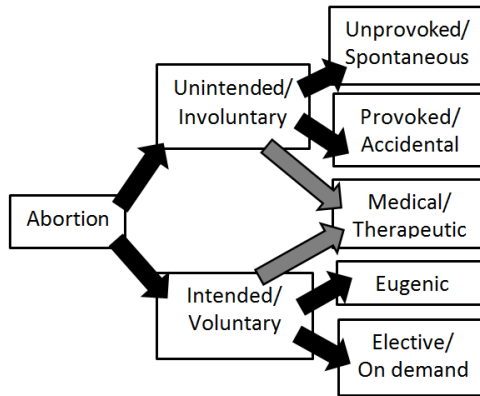 Unprovoked/
Spontaneous
Unintended/
Involuntary
Provoked/
Accidental
Abortion
Medical/
Therapeutic
Intended/
Voluntary
Eugenic
Elective/
On demand